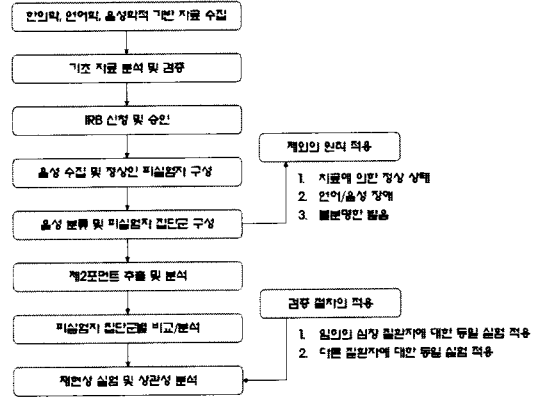 한의학, 언어학, 음성학적 기반 자료 수집
기초 자료 분석 및 검증
IRB 신청 및 승인
음성 수집 및 정상인 피실험자 구성
음성 분류 및 피실험자 집단군 구성
제2포먼트 추출 및 분석
피실험자 집단군별 비교/분석
재현성 실험 및 상관성 분석
제외의 원칙 적용
1. 치료에 의한 정상 상태
2. 언어/음성 장애
3. 불분명한 발음
검증 절차의 적용
1. 임의의 심장 질환자에 대한 동일 실험 적용
2. 다른 질환자에 대한 동일 실험 적용